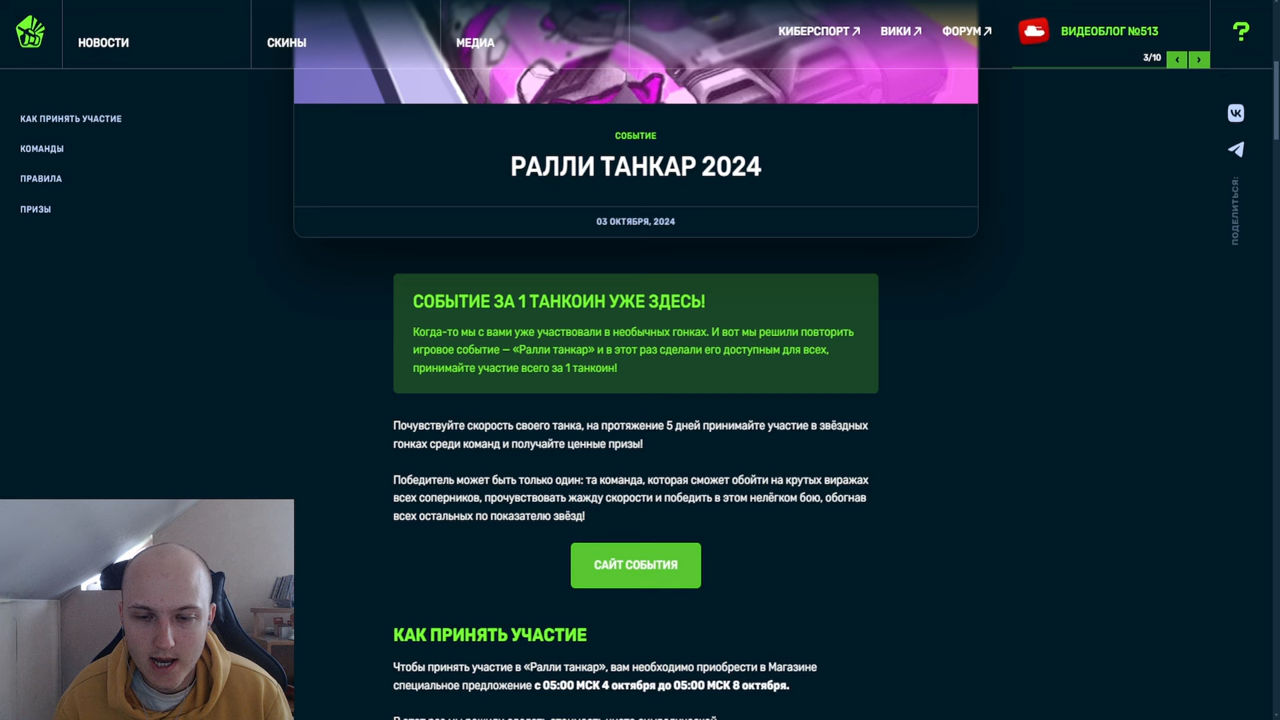 НОВОСТИ
СКИНЫ
МЕДИА
КИБЕРСПОРТ
ВИКИ
ФОРУМ
ВИДЕОБЛОГ №513
3/10
?
КАК ПРИНЯТЬ УЧАСТИЕ
КОМАНДЫ
ПРАВИЛА
ПРИЗЫ
ПОДЕЛИТЬСЯ:
СОБЫТИЕ
РАЛЛИ ТАНКАР 2024
03 ОКТЯБРЯ, 2024
СОБЫТИЕ ЗА 1 ТАНКОИН УЖЕ ЗДЕСЬ!
Когда-то мы с вами уже участвовали в необычных гонках. И вот мы решили повторить
игровое событие — «Ралли танкар» и в этот раз сделали его доступным для всех,
принимайте участие всего за 1 танкоин!
Почувствуйте скорость своего танка, на протяжение 5 дней принимайте участие в звёздных
гонках среди команд и получайте ценные призы!
Победитель может быть только один: та команда, которая сможет обойти на крутых виражах
всех соперников, прочувствовать жажду скорости и победить в этом нелёгком бою, обогнав
всех остальных по показателю звёзд!
САЙТ СОБЫТИЯ
КАК ПРИНЯТЬ УЧАСТИЕ
Чтобы принять участие в «Ралли танкар», вам необходимо приобрести в Магазине
специальное предложение с 05:00 МСК 4 октября до 05:00 МСК 8 октября.